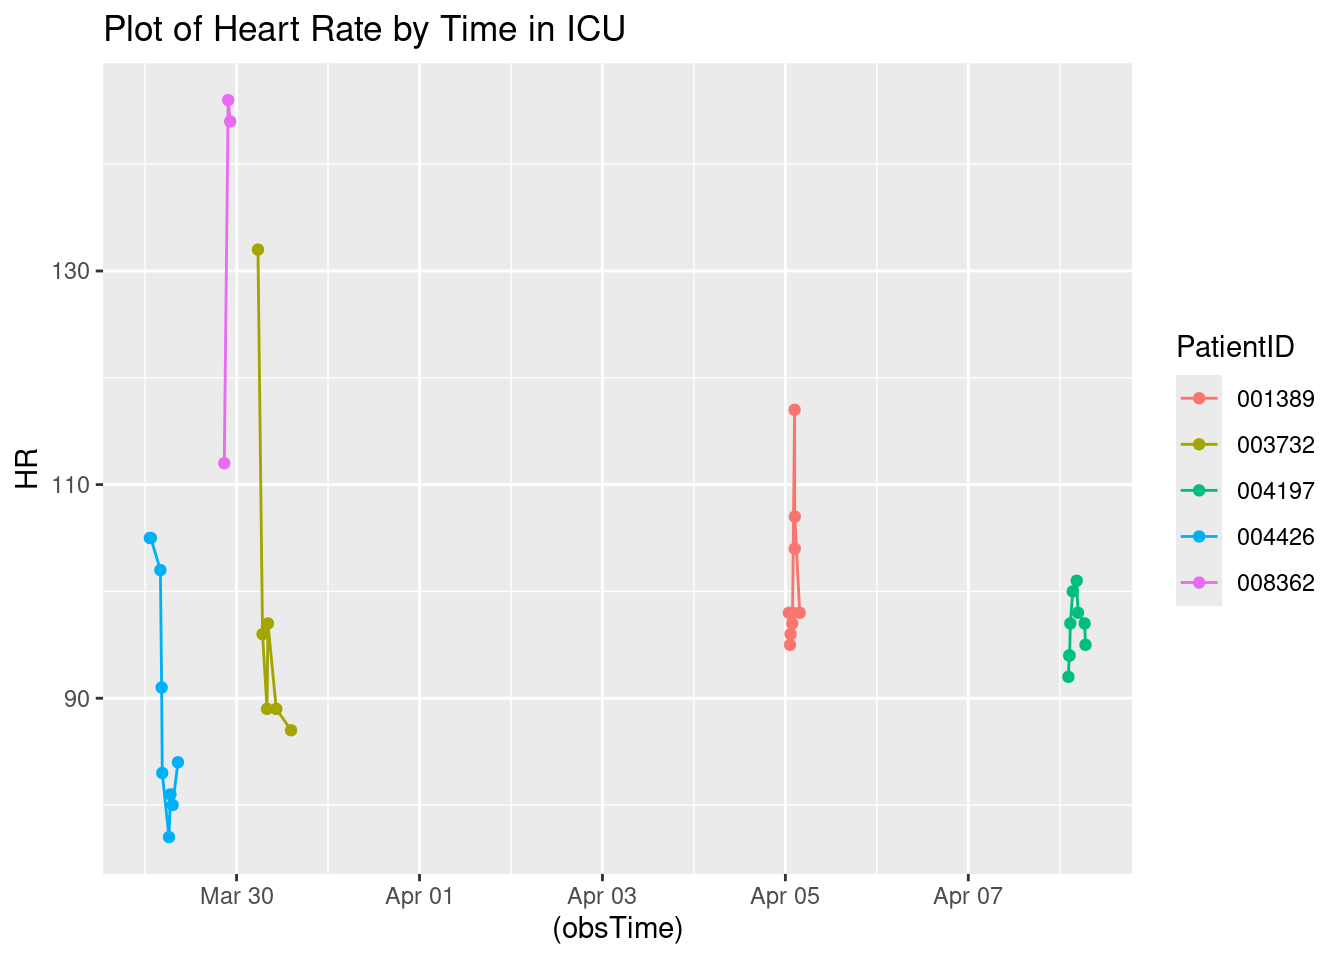 Plot of Heart Rate by Time in ICU
HR
130
110
90
Mar 30
Apr 01
Apr 03
Apr 05
Apr 07
(obsTime)
PatientID
001389
003732
004197
004426
008362